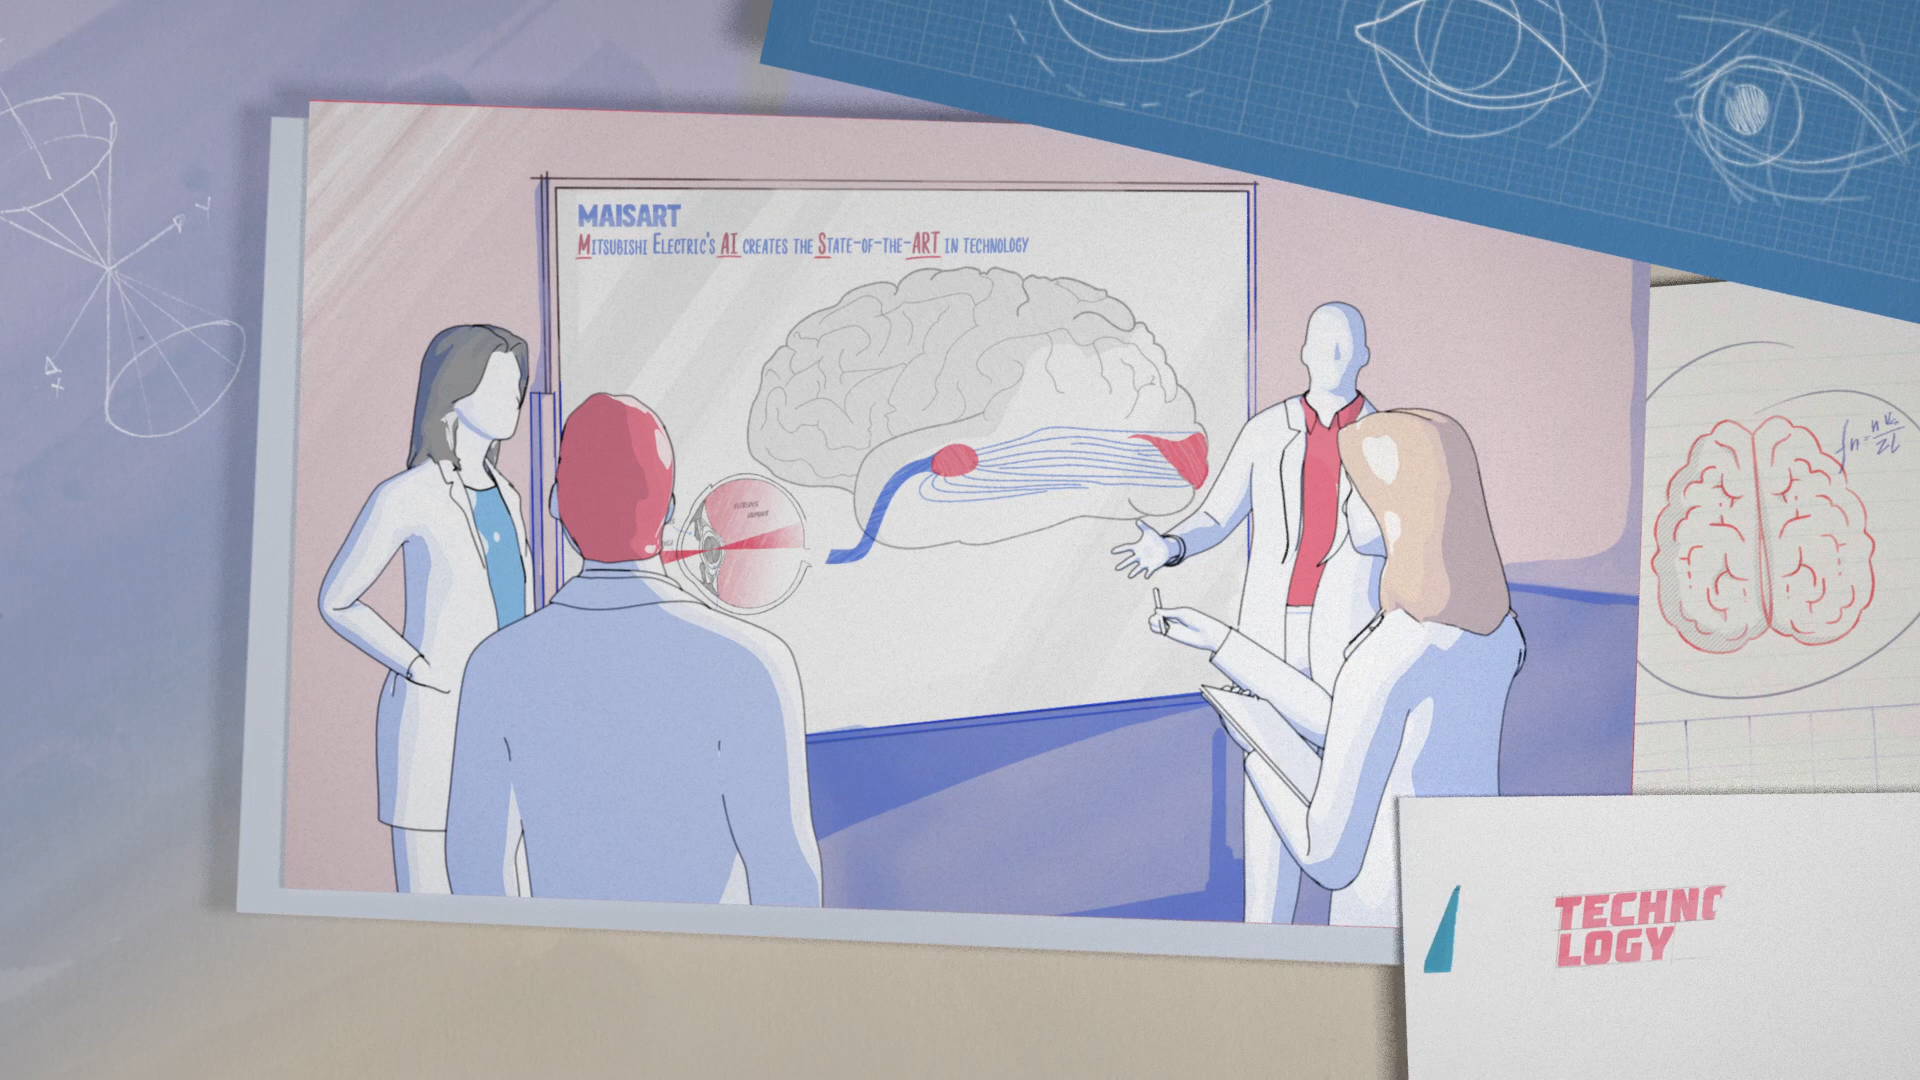 MAISART
Mitsubishi Electric's AI creates the State-of-the-ART in technology
TECHNO
LOGY
Y
X